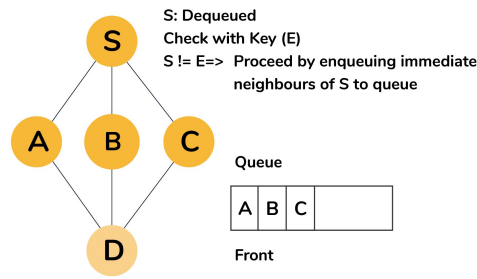 S
S: Dequeued
Check with Key (E)
S != E=> Proceed by enqueuing immediate
neighbours of S to queue
A B C
Queue
A B C
D
Front